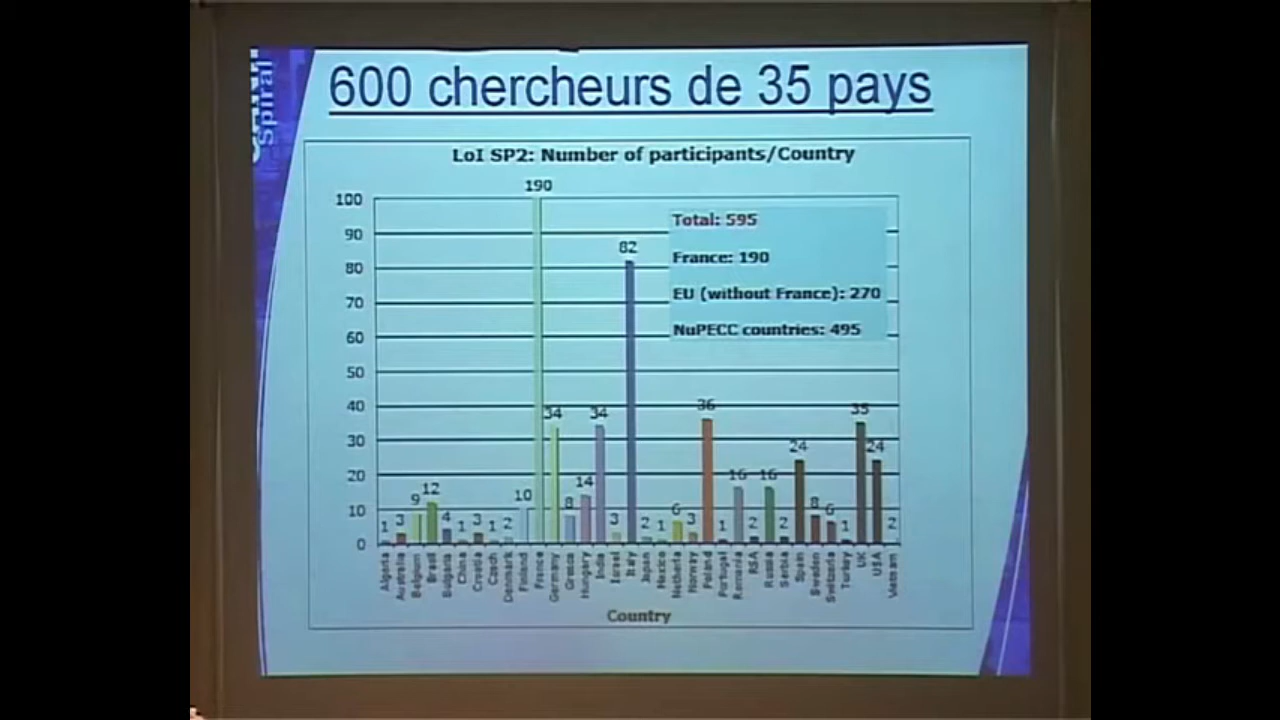 Spiral
600 chercheurs de 35 pays
LoI SP2: Number of participants/Country
190
100
90
80
70
60
50
40
30
20
10
0
Total: 595
France: 190
EU (without France): 270
NuPECC countries: 495
1 3 9 12 4 1 3 1 2 10 34 8 14 34 3 82 2 1 6 3 36 1 16 2 16 2 24 8 6 1 35 24 2
Algeria
Australia
Belgium
Brasil
Bulgaria
China
Croatia
Czech
Denmark
Finland
France
Germany
Greece
Hungary
India
Israel
Italy
Japan
Mexico
Netherla
Norway
Poland
Portugal
Romania
RSA
Russia
Serbia
Spain
Sweden
Switzerla
Turkey
UK
USA
Vietnam
Country